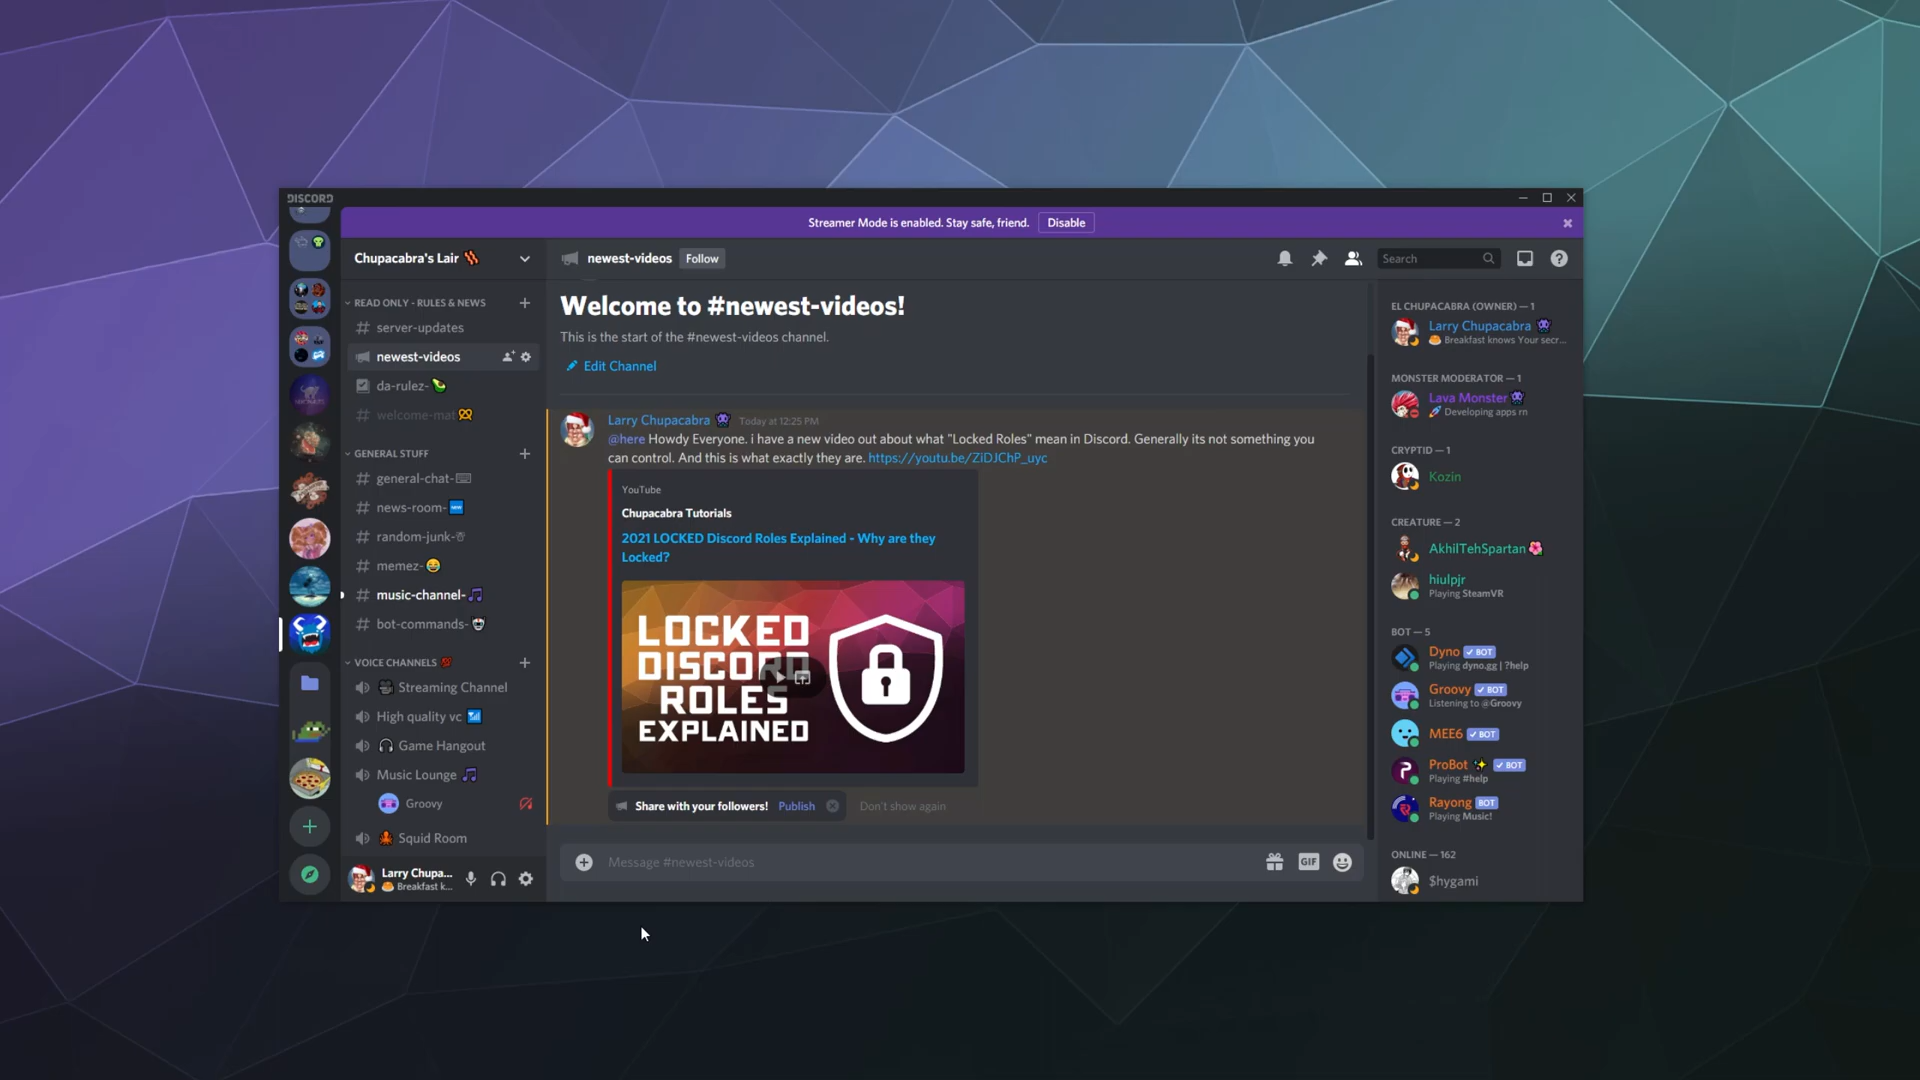 DISCORD
Streamer Mode is enabled. Stay safe, friend.
Disable
Chupacabra's Lair
newest-videos
Follow
Search
READ ONLY - RULES & NEWS
server-updates
newest-videos
da-rulez-
welcome-mat
GENERAL STUFF
general-chat-
news-room-
random-junk-
memez-
music-channel-
bot-commands-
VOICE CHANNELS
Streaming Channel
High quality vc
Game Hangout
Music Lounge
Groovy
Squid Room
Larry Chupa...
Breakfast k...
Welcome to #newest-videos!
This is the start of the #newest-videos channel.
Edit Channel
Larry Chupacabra Today at 12:25 PM
@here Howdy Everyone. i have a new video out about what "Locked Roles" mean in Discord. Generally its not something you
can control. And this is what exactly they are. https://youtu.be/ZiDJChP_uyc
YouTube
Chupacabra Tutorials
2021 LOCKED Discord Roles Explained - Why are they
Locked?
LOCKED
DISCORD
ROLES
EXPLAINED
Share with your followers! Publish
Don't show again
Message #newest-videos
GIF
EL CHUPACABRA (OWNER) — 1
Larry Chupacabra
Breakfast knows Your secr...
MONSTER MODERATOR — 1
Lava Monster
Developing apps rn
CRYPTID — 1
Kozin
CREATURE — 2
AkhilTehSpartan
hiulpjr
Playing SteamVR
BOT — 5
Dyno BOT
Playing dyno.gg | ?help
Groovy BOT
Listening to @Groovy
MEE6 BOT
ProBot BOT
Playing #help
Rayong BOT
Playing Music!
ONLINE — 162
$hygami